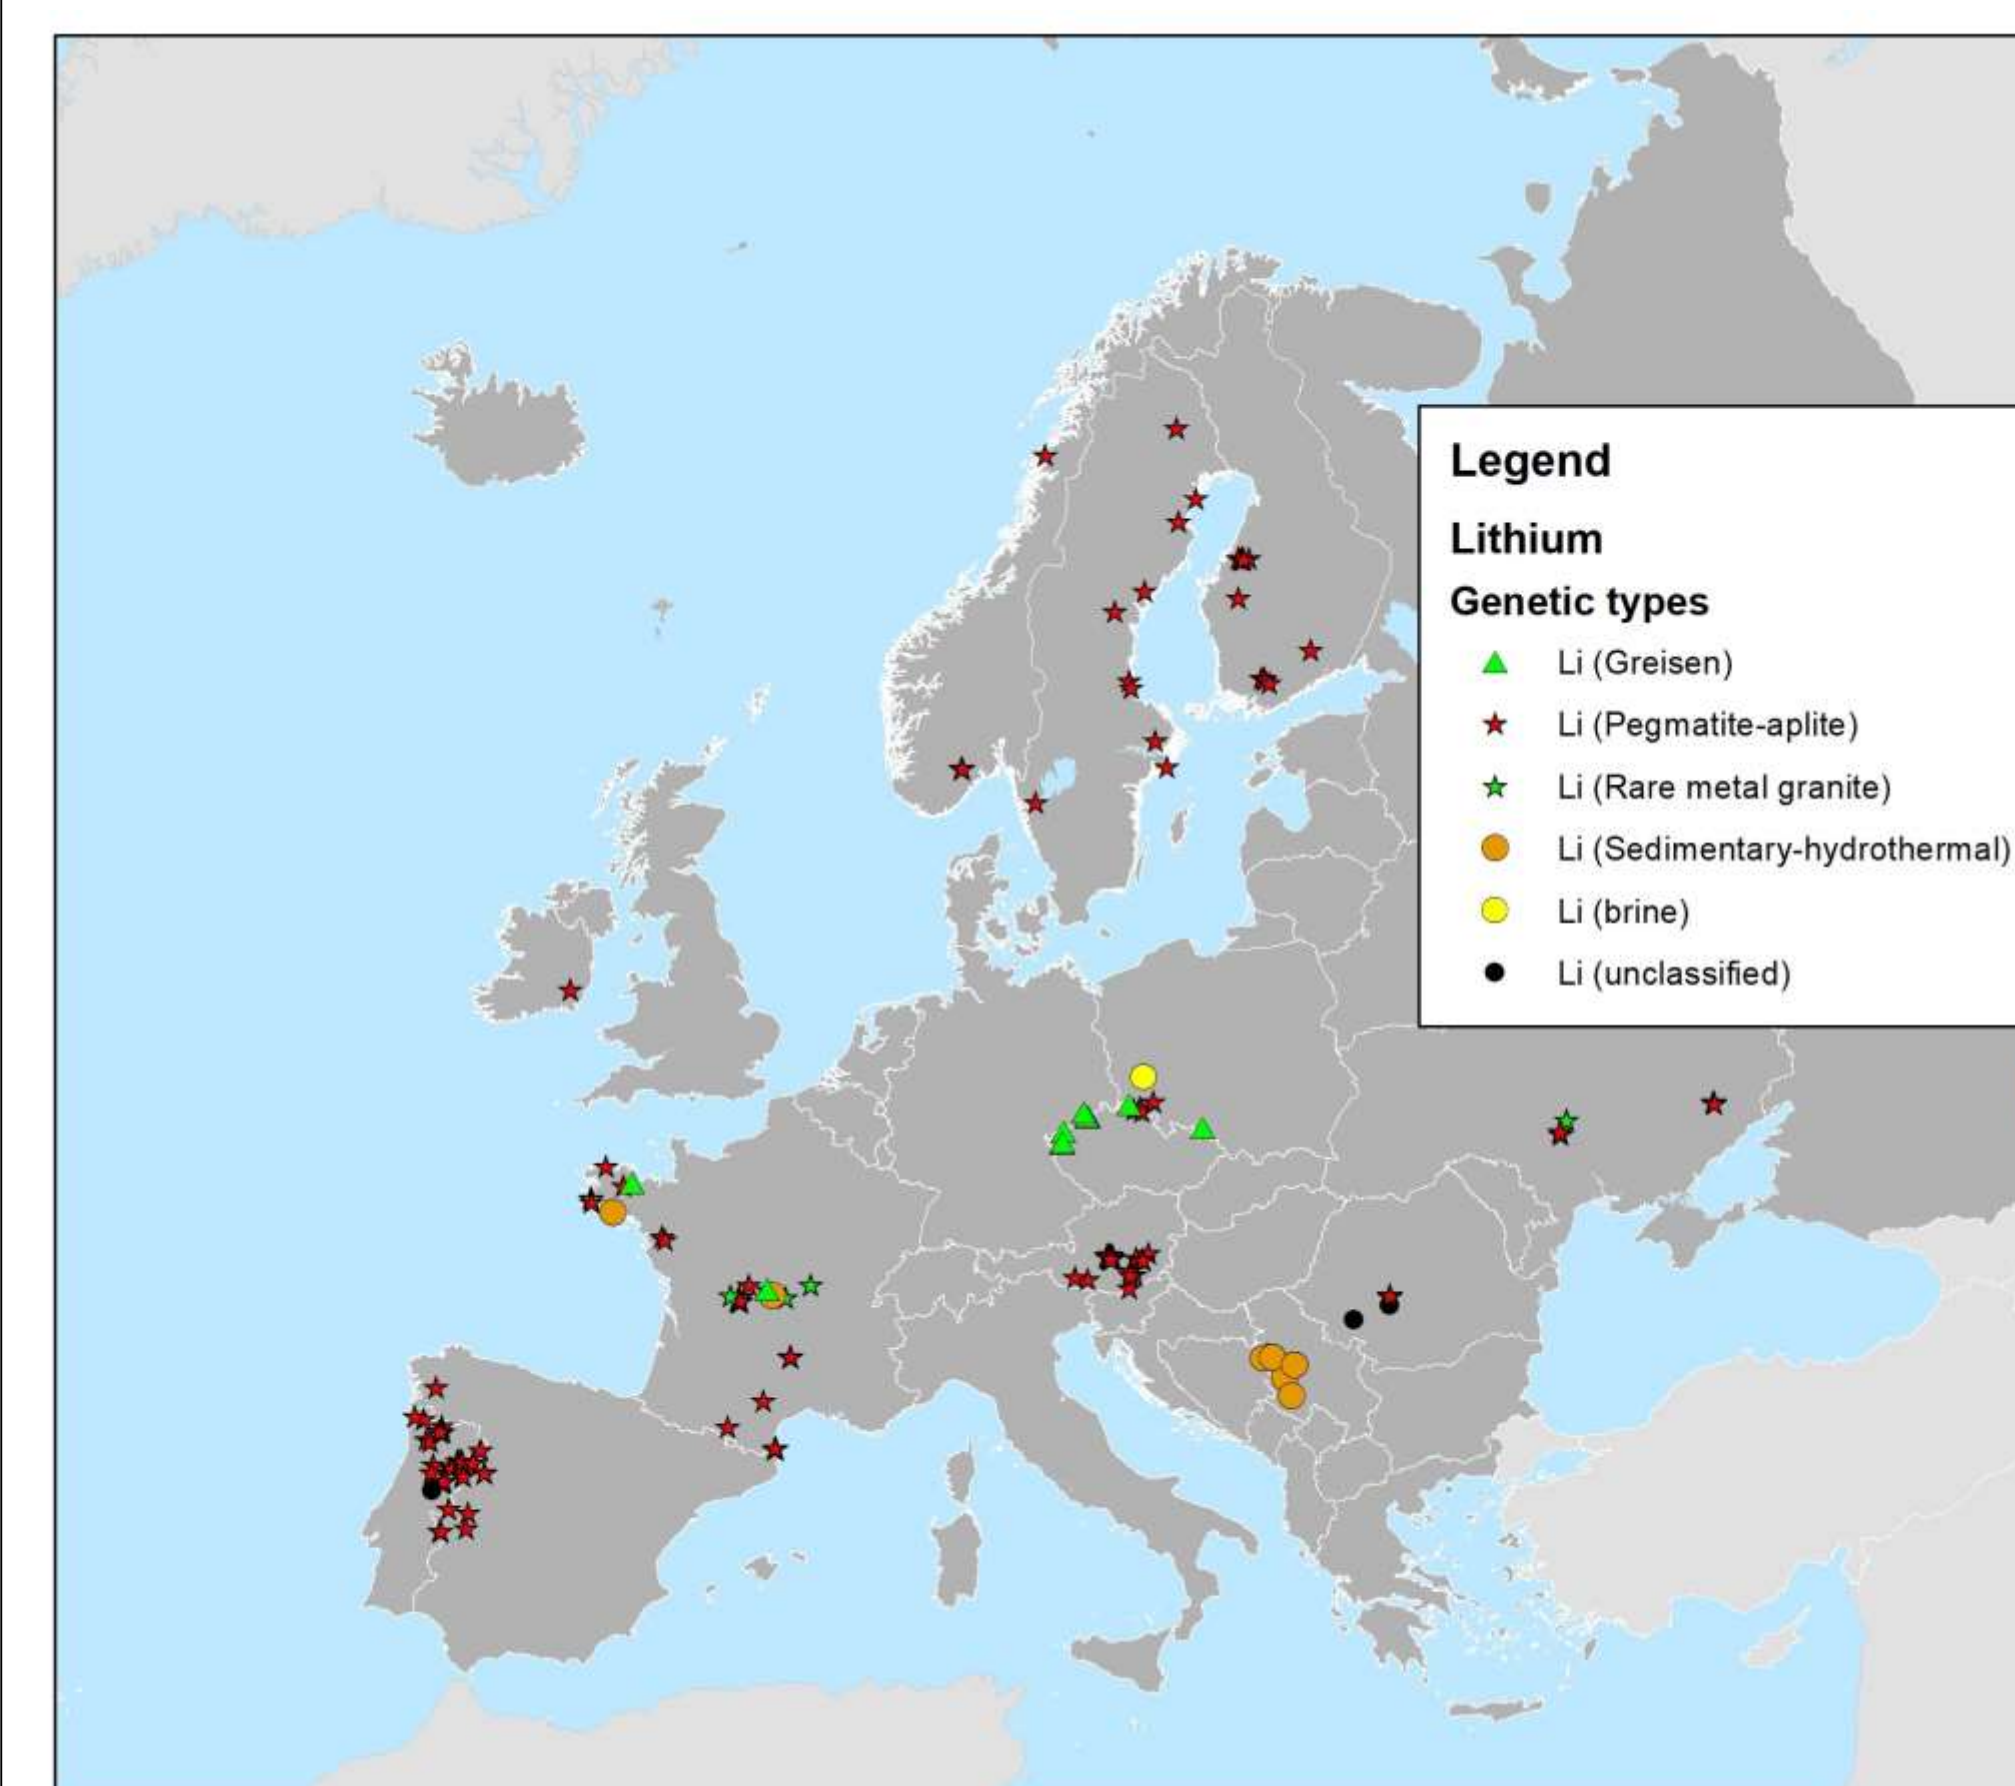 Legend
Lithium
Genetic types
Li (Greisen)
Li (Pegmatite-aplite)
Li (Rare metal granite)
Li (Sedimentary-hydrothermal)
Li (brine)
Li (unclassified)